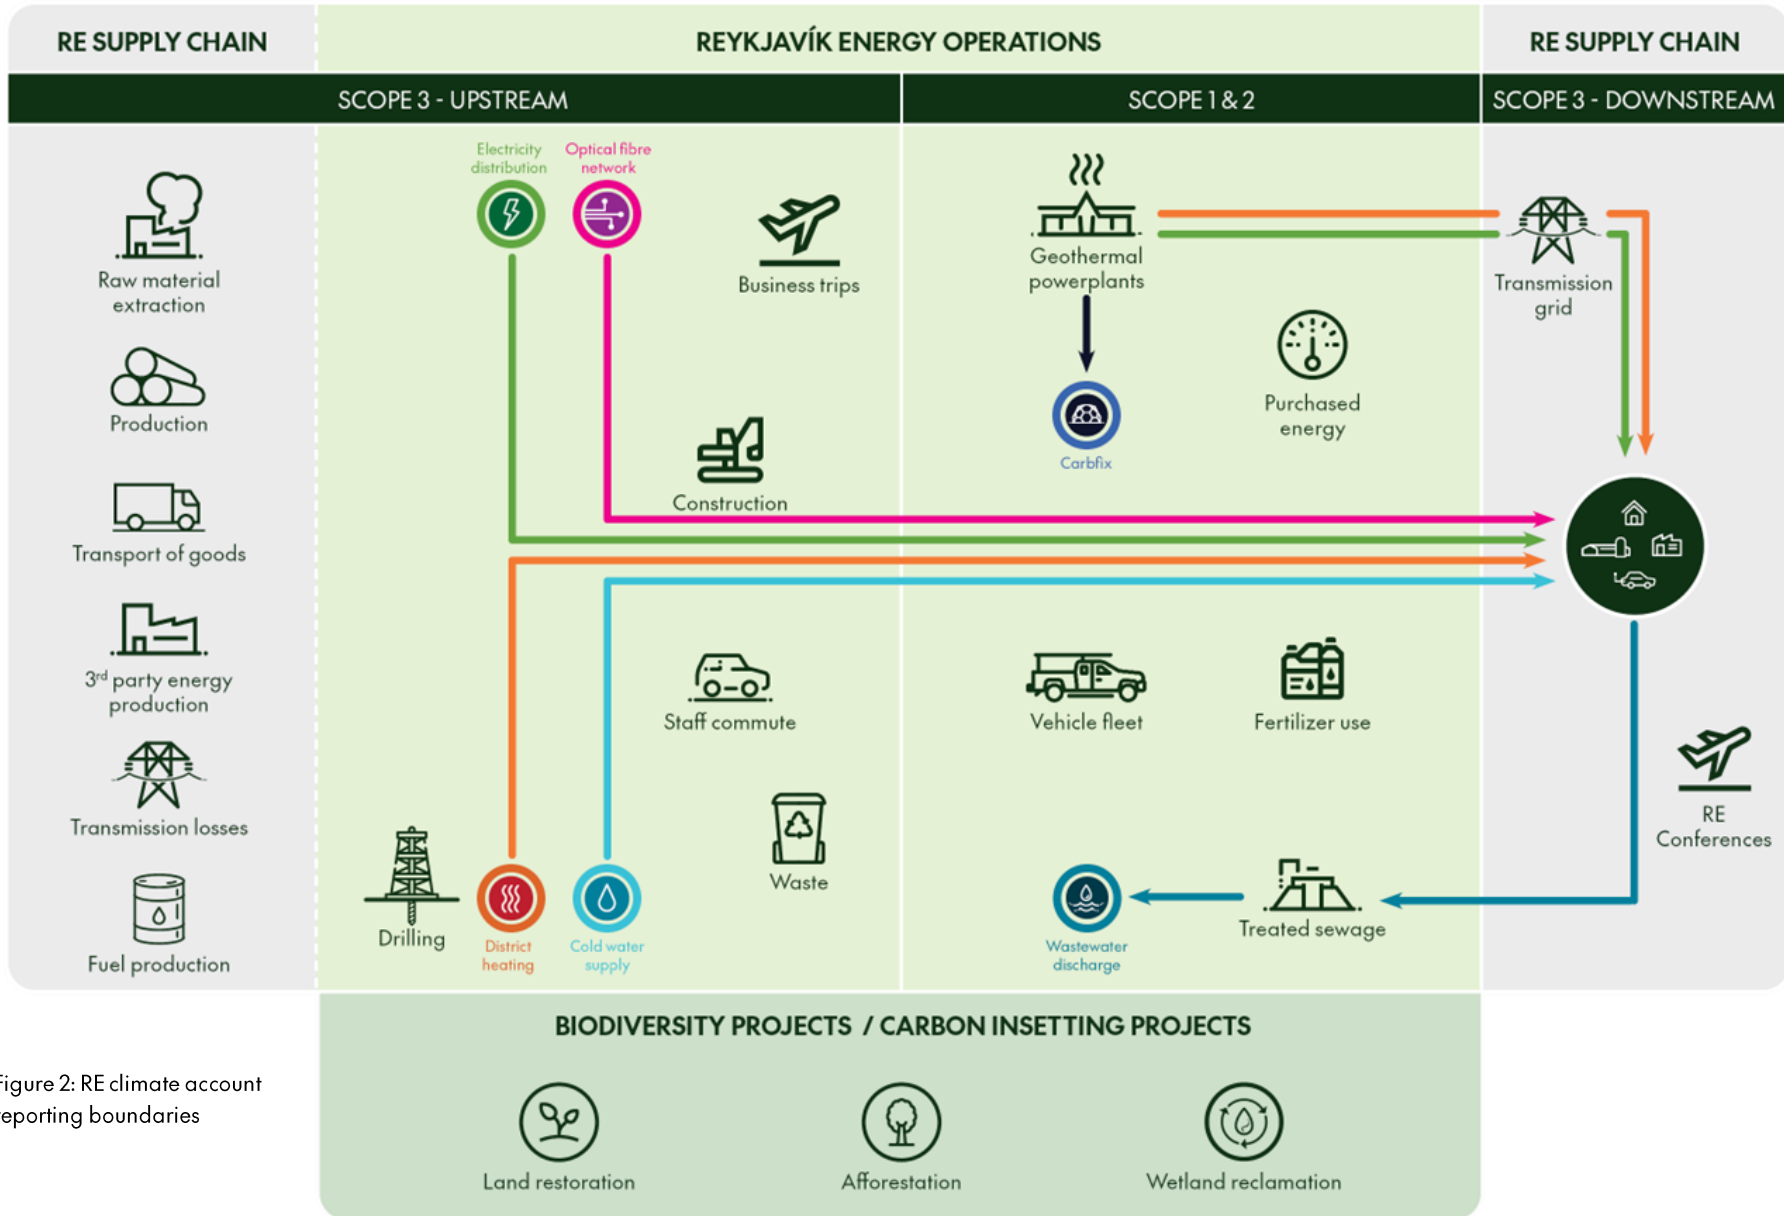 RE SUPPLY CHAIN
REYKJAVÍK ENERGY OPERATIONS
RE SUPPLY CHAIN
SCOPE 3 - UPSTREAM
SCOPE 1 & 2
SCOPE 3 - DOWNSTREAM
Raw material
extraction
Production
Transport of goods
3rd party energy
production
Transmission losses
Fuel production
Electricity
distribution
Optical fibre
network
Business trips
Construction
Staff commute
Waste
Drilling
District
heating
Cold water
supply
Geothermal
powerplants
Carbfix
Purchased
energy
Vehicle fleet
Fertilizer use
Wastewater
discharge
Treated sewage
Transmission
grid
RE
Conferences
BIODIVERSITY PROJECTS / CARBON INSETTING PROJECTS
Land restoration
Afforestation
Wetland reclamation
Figure 2: RE climate account
reporting boundaries